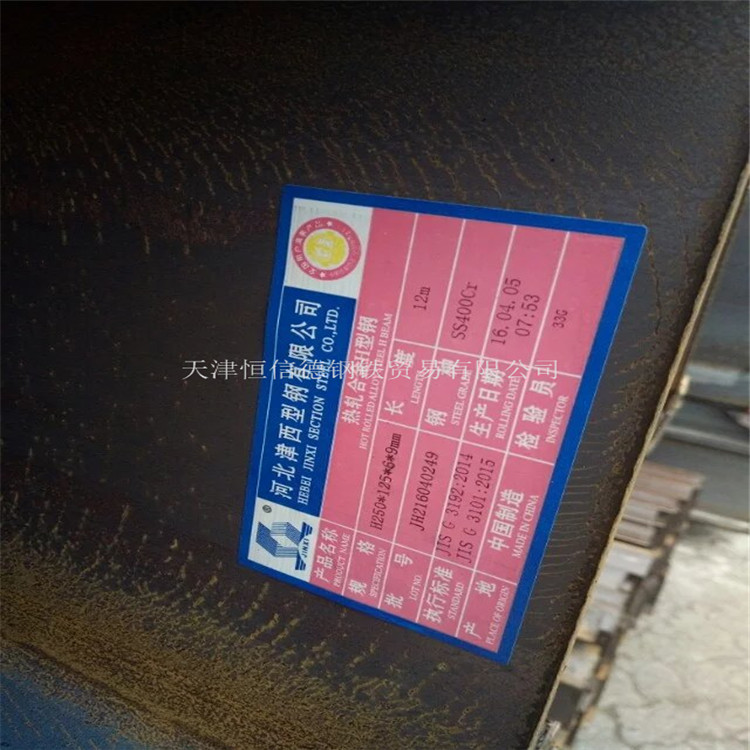 河北津西型钢有限公司
HEBEI JINXI SECTION STEEL CO.,LTD.
®
JINXI
产品名称
PRODUCT NAME
热轧合金H型钢
HOT ROLLED ALLOY STEEL H BEAM
规 格
SPECIFICATION
H250*125*6*9mm
长 度
LENGTH
12m
批 号
LOT NO
JH216040249
钢 级
STEEL GRADE
SS400Cr
执行标准
STANDARD
JIS G 3192:2014
JIS G 3101:2015
生产日期
ROLLING DATE
16.04.05
07:53
产 地
PLACE OF ORIGIN
中国制造
MADE IN CHINA
检 验 员
INSPECTOR
33G
天津恒信德钢铁贸易有限公司